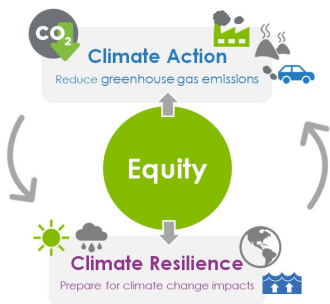 CO2
Climate Action
Reduce greenhouse gas emissions
Equity
Climate Resilience
Prepare for climate change impacts